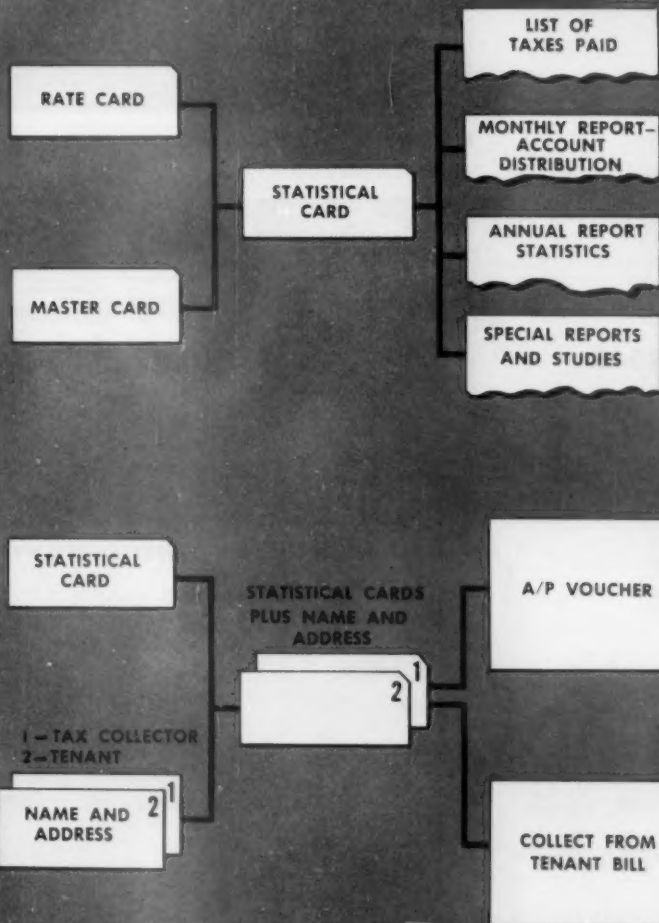 RATE CARD
MASTER CARD
STATISTICAL
CARD
LIST OF
TAXES PAID
MONTHLY REPORT–
ACCOUNT
DISTRIBUTION
ANNUAL REPORT
STATISTICS
SPECIAL REPORTS
AND STUDIES
STATISTICAL
CARD
1–TAX COLLECTOR
2–TENANT
NAME AND
ADDRESS
2
1
STATISTICAL CARDS
PLUS NAME AND
ADDRESS
1
2
A/P VOUCHER
COLLECT FROM
TENANT BILL